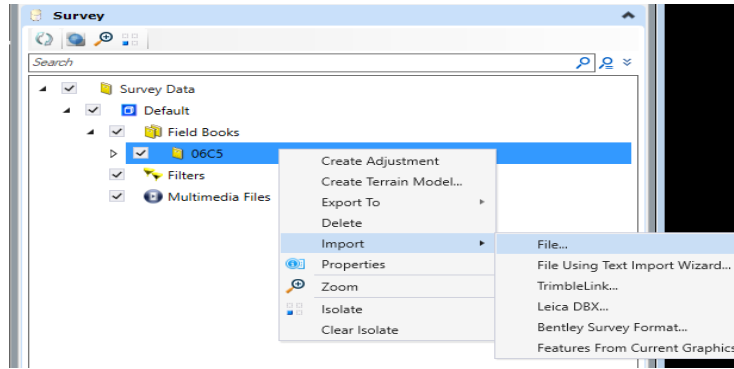 Survey
Search
Survey Data
Default
Field Books
06C5
Filters
Multimedia Files
Create Adjustment
Create Terrain Model...
Export To
Delete
Import
Properties
Zoom
Isolate
Clear Isolate
File...
File Using Text Import Wizard...
TrimbleLink...
Leica DBX...
Bentley Survey Format...
Features From Current Graphics